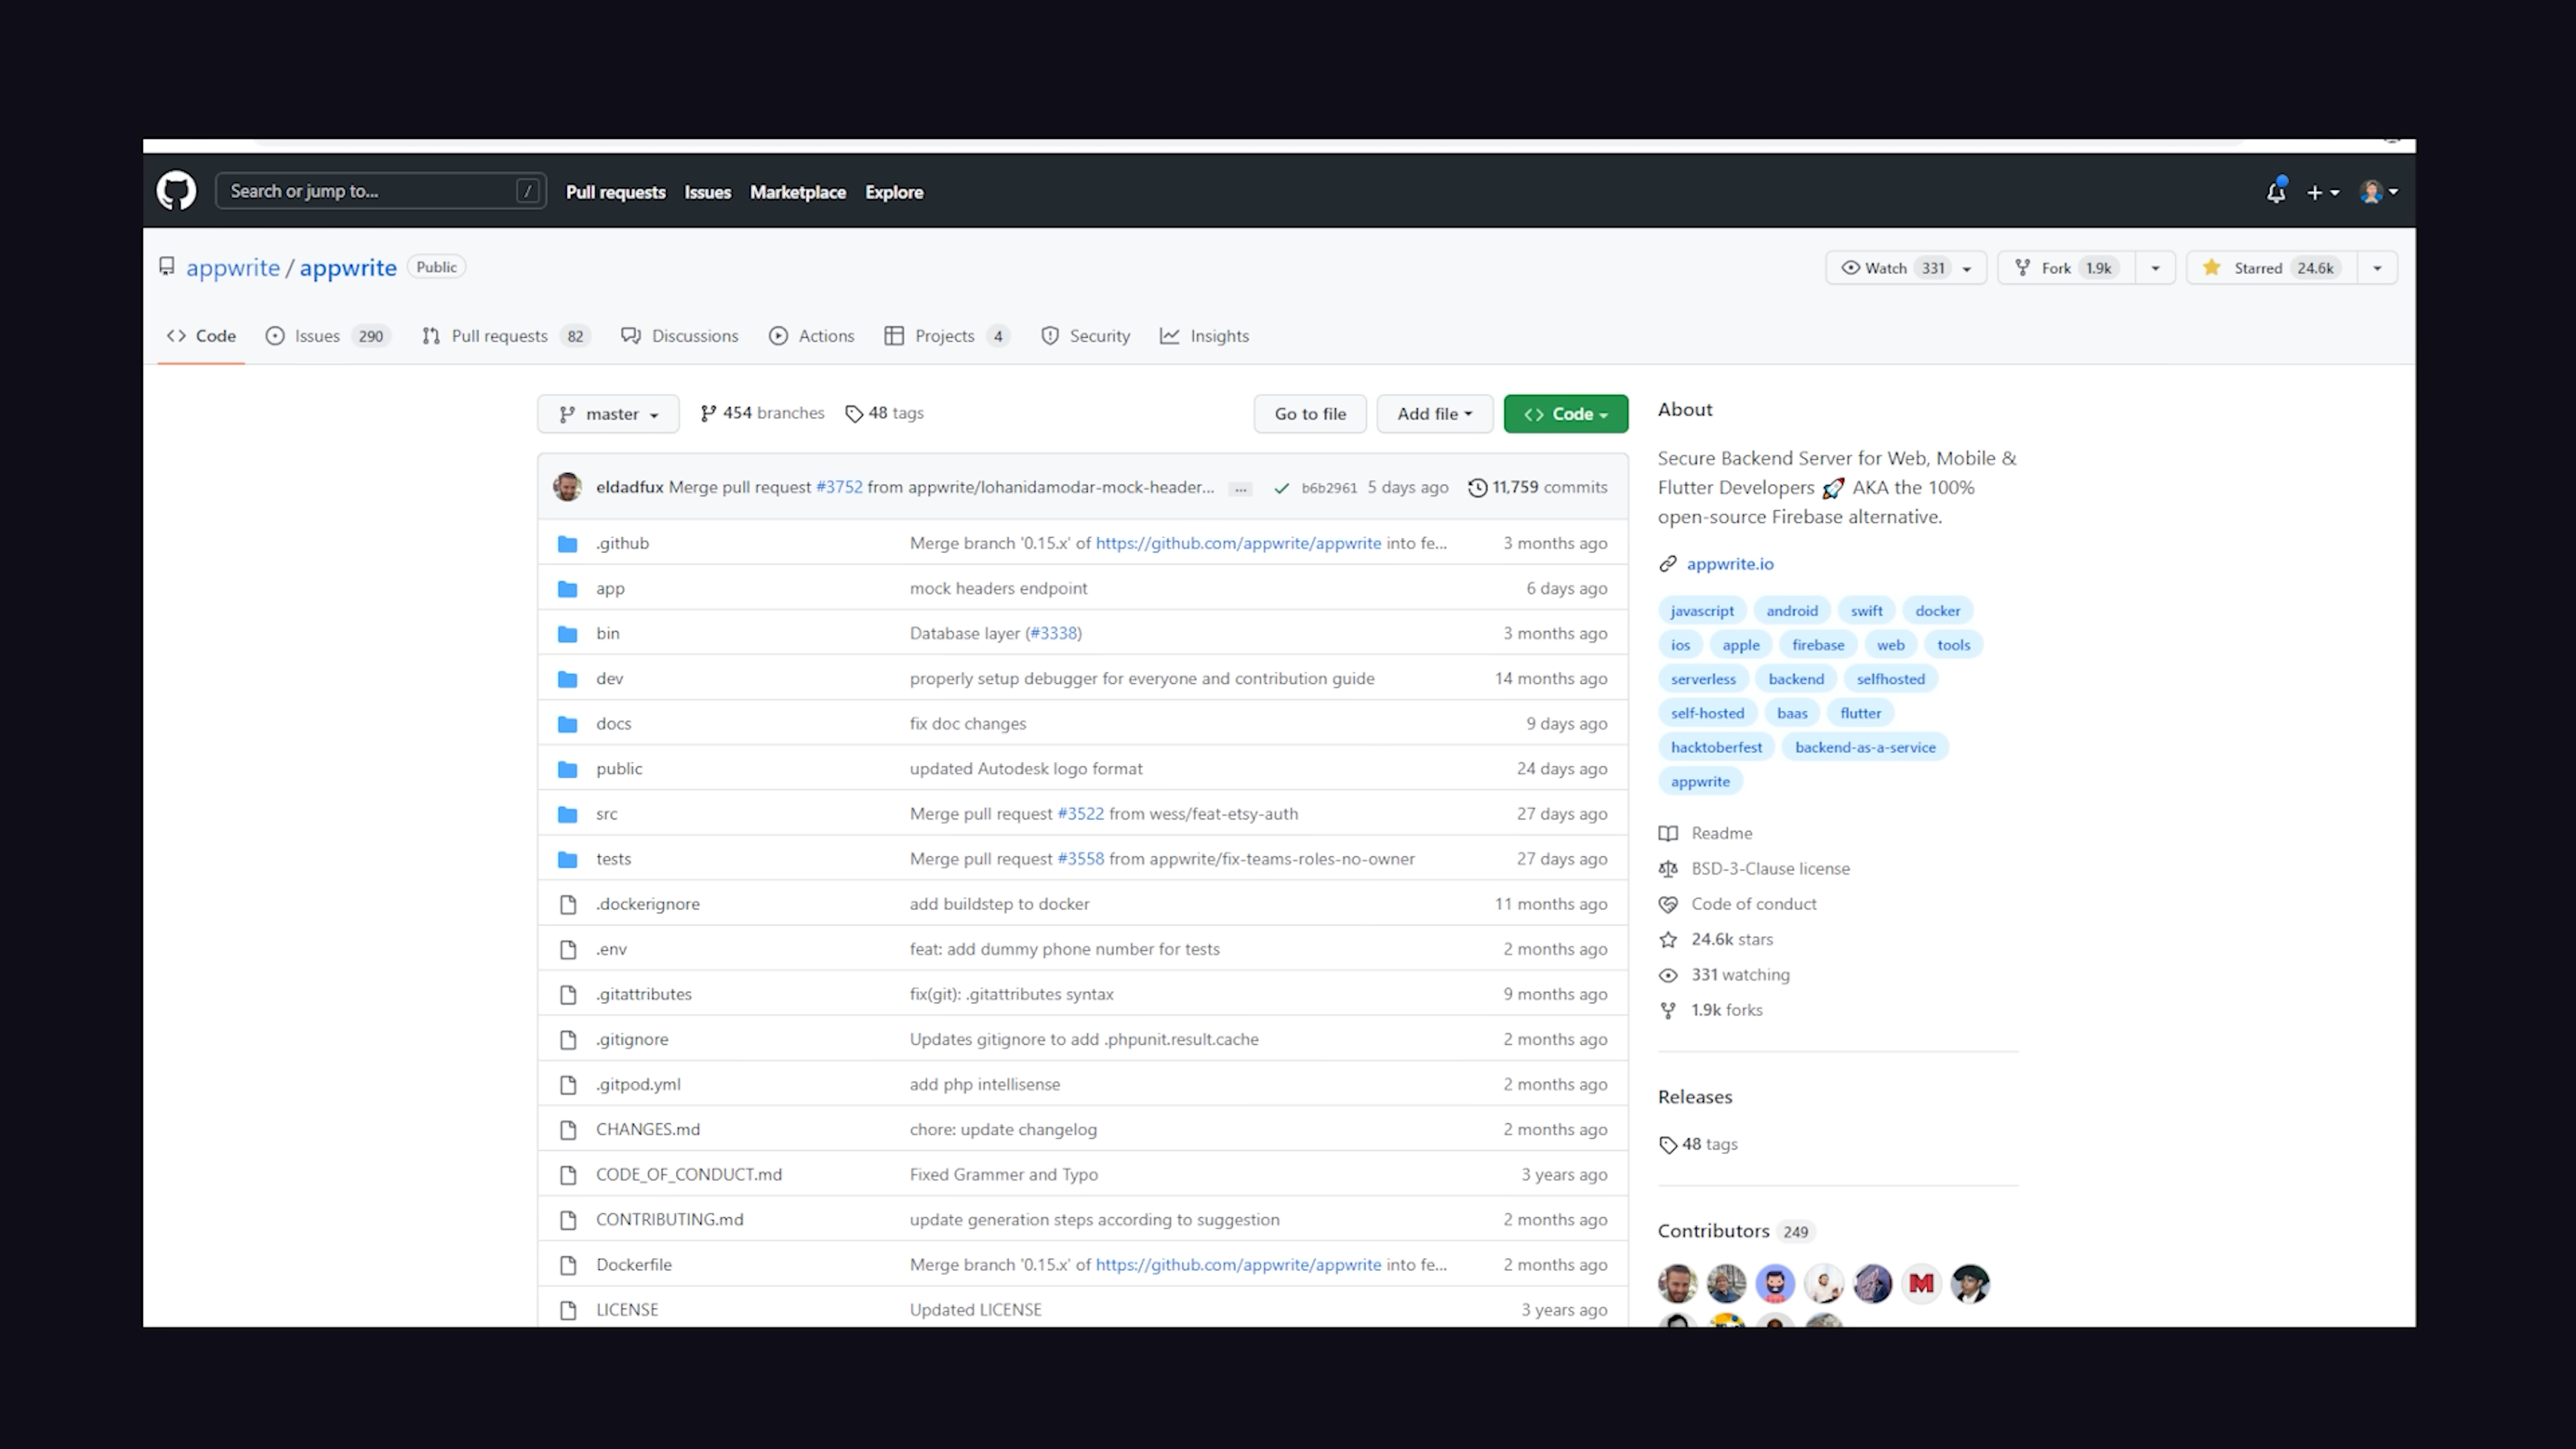 Search or jump to... /
Pull requests Issues Marketplace Explore
appwrite / appwrite Public
Watch 331 Fork 1.9k Starred 24.6k
Code Issues 290 Pull requests 82 Discussions Actions Projects 4 Security Insights
master 454 branches 48 tags Go to file Add file Code
eldadfux Merge pull request #3752 from appwrite/lohanidamodar-mock-header... ... b6b2961 5 days ago 11,759 commits
.github Merge branch '0.15.x' of https://github.com/appwrite/appwrite into fe... 3 months ago
app mock headers endpoint 6 days ago
bin Database layer (#3338) 3 months ago
dev properly setup debugger for everyone and contribution guide 14 months ago
docs fix doc changes 9 days ago
public updated Autodesk logo format 24 days ago
src Merge pull request #3522 from wess/feat-etsy-auth 27 days ago
tests Merge pull request #3558 from appwrite/fix-teams-roles-no-owner 27 days ago
.dockerignore add buildstep to docker 11 months ago
.env feat: add dummy phone number for tests 2 months ago
.gitattributes fix(git): .gitattributes syntax 9 months ago
.gitignore Updates gitignore to add .phpunit.result.cache 2 months ago
.gitpod.yml add php intellisense 2 months ago
CHANGES.md chore: update changelog 2 months ago
CODE_OF_CONDUCT.md Fixed Grammer and Typo 3 years ago
CONTRIBUTING.md update generation steps according to suggestion 2 months ago
Dockerfile Merge branch '0.15.x' of https://github.com/appwrite/appwrite into fe... 2 months ago
LICENSE Updated LICENSE 3 years ago
About
Secure Backend Server for Web, Mobile &
Flutter Developers 🚀 AKA the 100%
open-source Firebase alternative.
appwrite.io
javascript android swift docker
ios apple firebase web tools
serverless backend selfhosted
self-hosted baas flutter
hacktoberfest backend-as-a-service
appwrite
Readme
BSD-3-Clause license
Code of conduct
24.6k stars
331 watching
1.9k forks
Releases
48 tags
Contributors 249
M